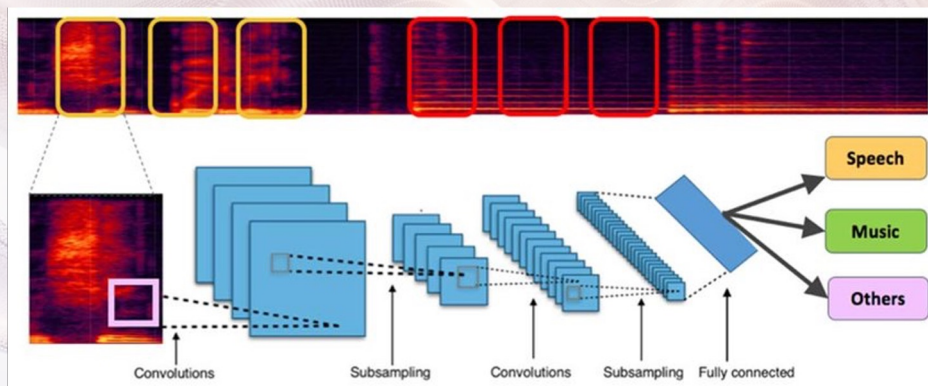 Speech
Music
Others
Convolutions
Subsampling
Convolutions
Subsampling
Fully connected